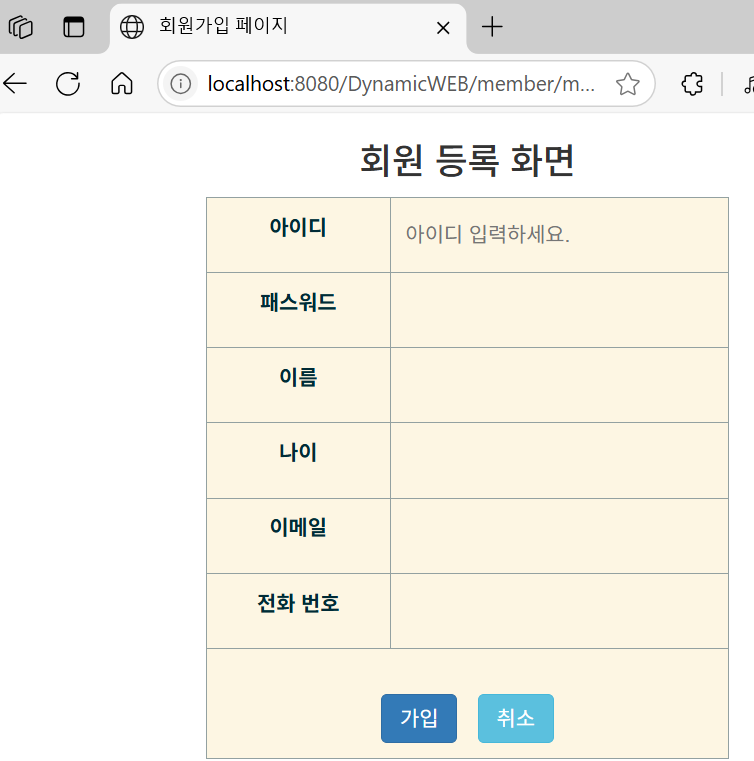 회원가입 페이지
localhost:8080/DynamicWEB/member/m...
회원 등록 화면
아이디 아이디 입력하세요.
패스워드
이름
나이
이메일
전화 번호
가입 취소